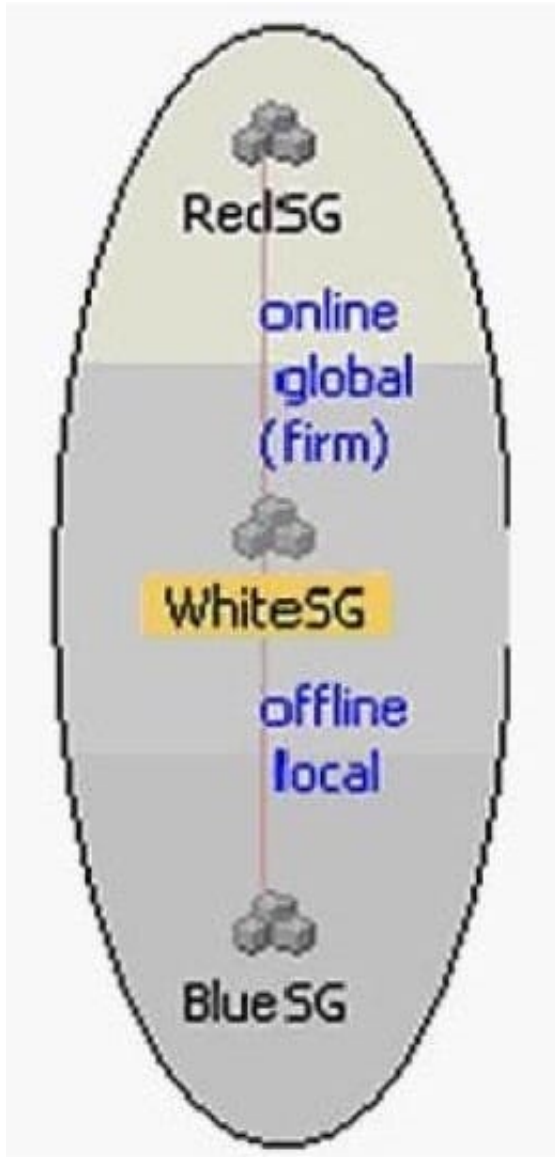 RedSG
online
global
(firm)
WhiteSG
offline
local
BlueSG